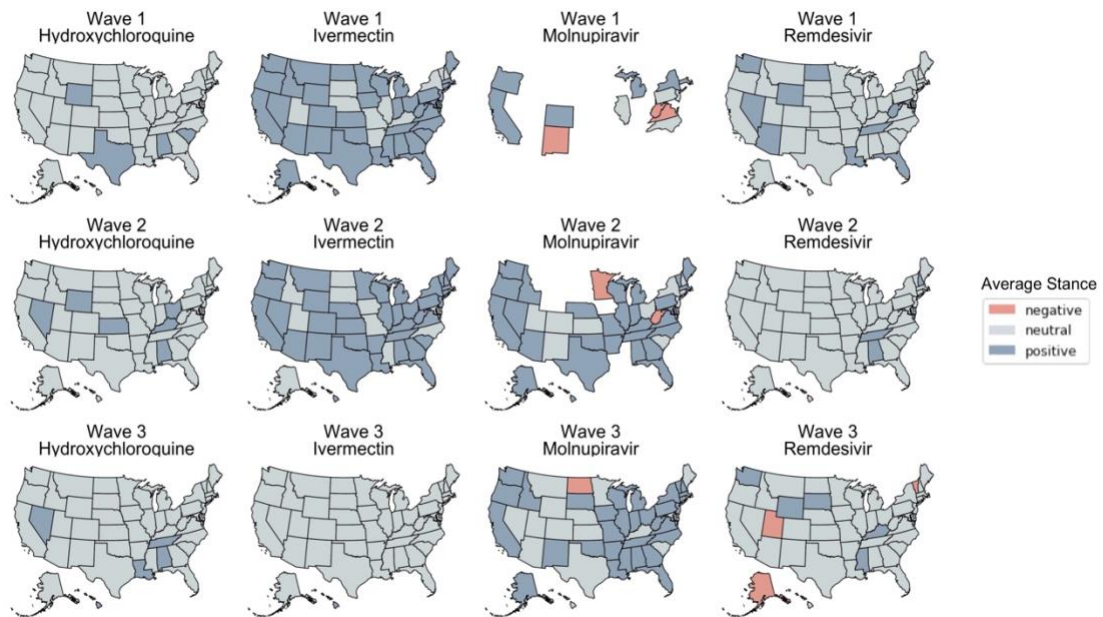 Wave 1
Hydroxychloroquine
Wave 1
Ivermectin
Wave 1
Molnupiravir
Wave 1
Remdesivir
Wave 2
Hydroxychloroquine
Wave 2
Ivermectin
Wave 2
Molnupiravir
Wave 2
Remdesivir
Average Stance
negative
neutral
positive
Wave 3
Hydroxychloroquine
Wave 3
Ivermectin
Wave 3
Molnupiravir
Wave 3
Remdesivir